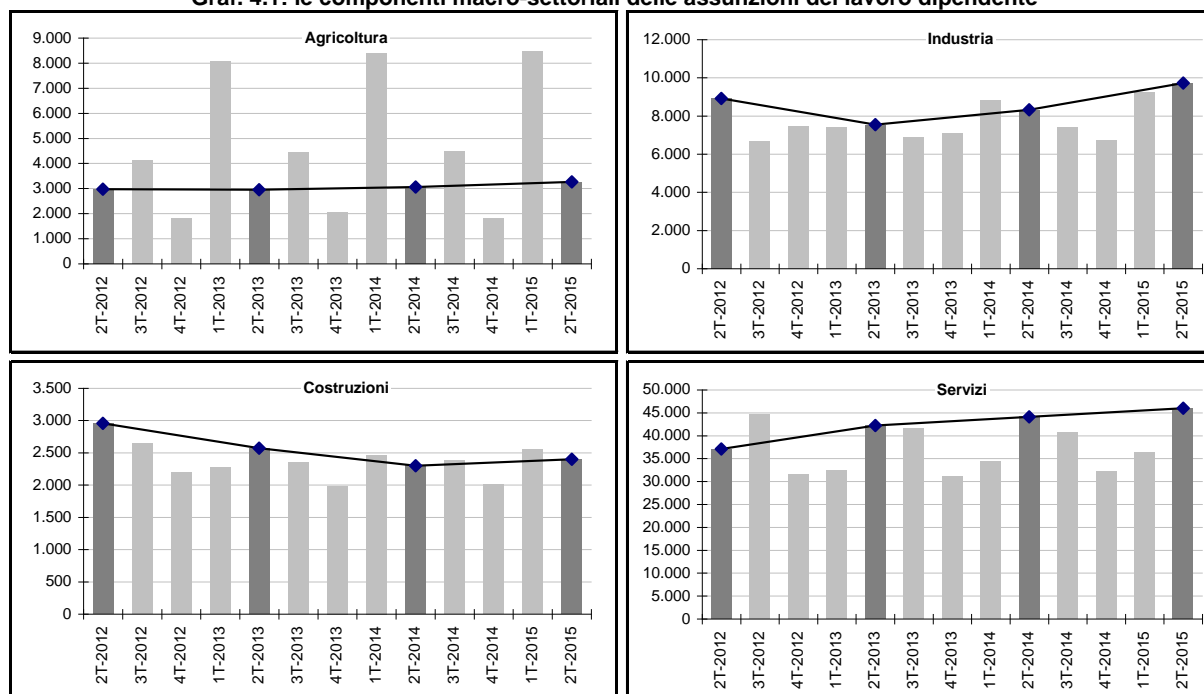 Graf. 4.1: le componenti macro-settoriali delle assunzioni del lavoro dipendente
Agricoltura
9.000
8.000
7.000
6.000
5.000
4.000
3.000
2.000
1.000
0
2T-2012
3T-2012
4T-2012
1T-2013
2T-2013
3T-2013
4T-2013
1T-2014
2T-2014
3T-2014
4T-2014
1T-2015
2T-2015
Industria
12.000
10.000
8.000
6.000
4.000
2.000
0
2T-2012
3T-2012
4T-2012
1T-2013
2T-2013
3T-2013
4T-2013
1T-2014
2T-2014
3T-2014
4T-2014
1T-2015
2T-2015
Costruzioni
3.500
3.000
2.500
2.000
1.500
1.000
500
0
2T-2012
3T-2012
4T-2012
1T-2013
2T-2013
3T-2013
4T-2013
1T-2014
2T-2014
3T-2014
4T-2014
1T-2015
2T-2015
Servizi
50.000
45.000
40.000
35.000
30.000
25.000
20.000
15.000
10.000
5.000
0
2T-2012
3T-2012
4T-2012
1T-2013
2T-2013
3T-2013
4T-2013
1T-2014
2T-2014
3T-2014
4T-2014
1T-2015
2T-2015